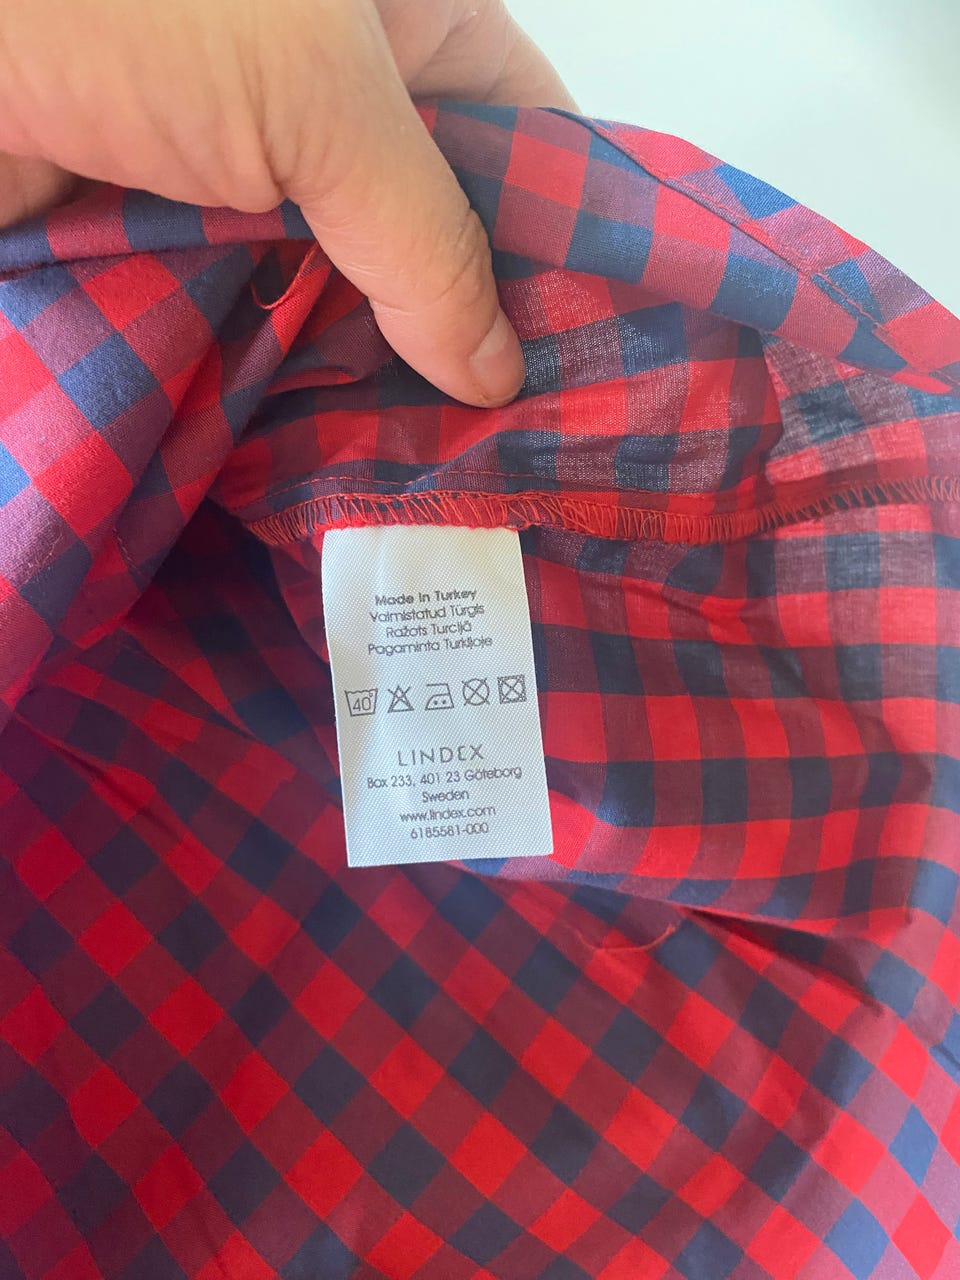 Made in Turkey
Valmistatud Türgis
Ražots Turcijā
Pagaminta Turkijoje
40
LINDEX
Box 233, 401 23 Göteborg
Sweden
www.lindex.com
6185581-000